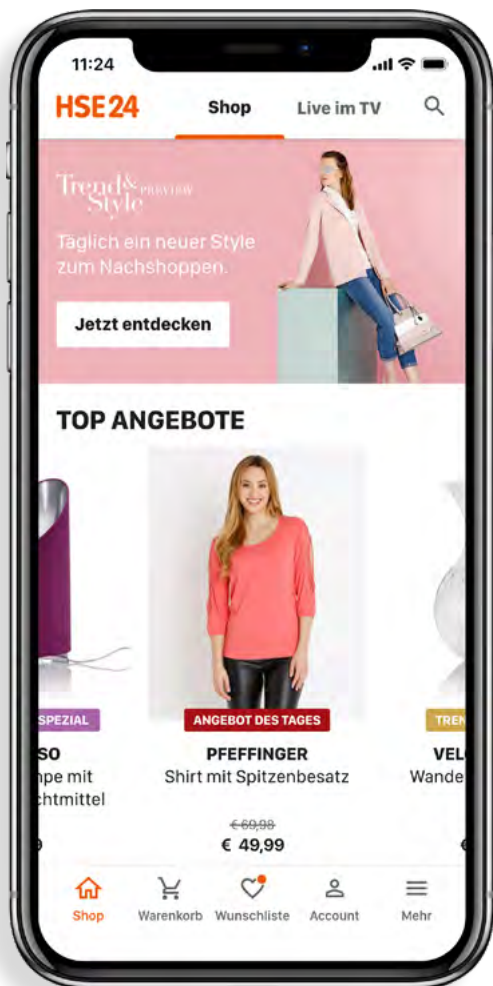 11:24
HSE24
Shop
Live im TV
Trend&
Style
PREVIEW
Täglich ein neuer Style
zum Nachshoppen.
Jetzt entdecken
TOP ANGEBOTE
SPEZIAL
ANGEBOT DES TAGES
TREN
SO
PFEFFINGER
VEL
mpe mit
Shirt mit Spitzenbesatz
Wande
chtmittel
€ 69,98
€ 49,99
Shop
Warenkorb
Wunschliste
Account
Mehr